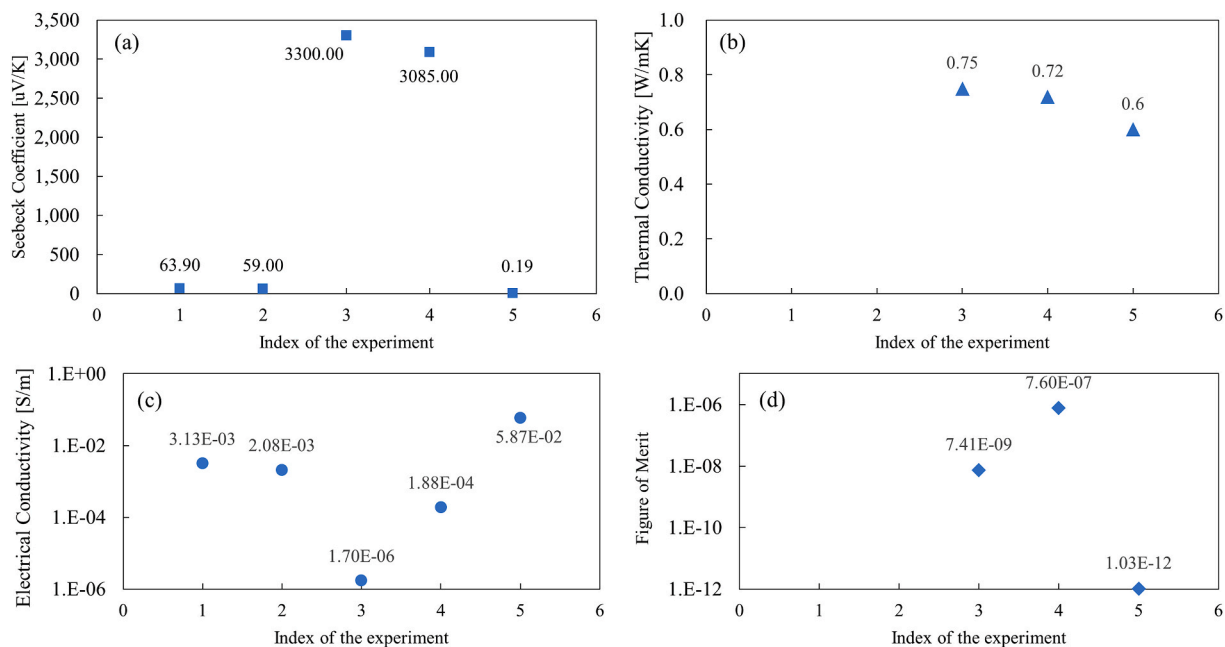 (a)
Seebeck Coefficient [uV/K]
3,500
3,000
2,500
2,000
1,500
1,000
500
0
63.90
59.00
3300.00
3085.00
0.19
0 1 2 3 4 5 6
Index of the experiment
(b)
Thermal Conductivity [W/mK]
1.0
0.8
0.6
0.4
0.2
0.0
0.75
0.72
0.6
0 1 2 3 4 5 6
Index of the experiment
(c)
Electrical Conductivity [S/m]
1.E+00
1.E-02
1.E-04
1.E-06
3.13E-03
2.08E-03
1.70E-06
1.88E-04
5.87E-02
0 1 2 3 4 5 6
Index of the experiment
(d)
Figure of Merit
1.E-06
1.E-08
1.E-10
1.E-12
7.41E-09
7.60E-07
1.03E-12
0 1 2 3 4 5 6
Index of the experiment